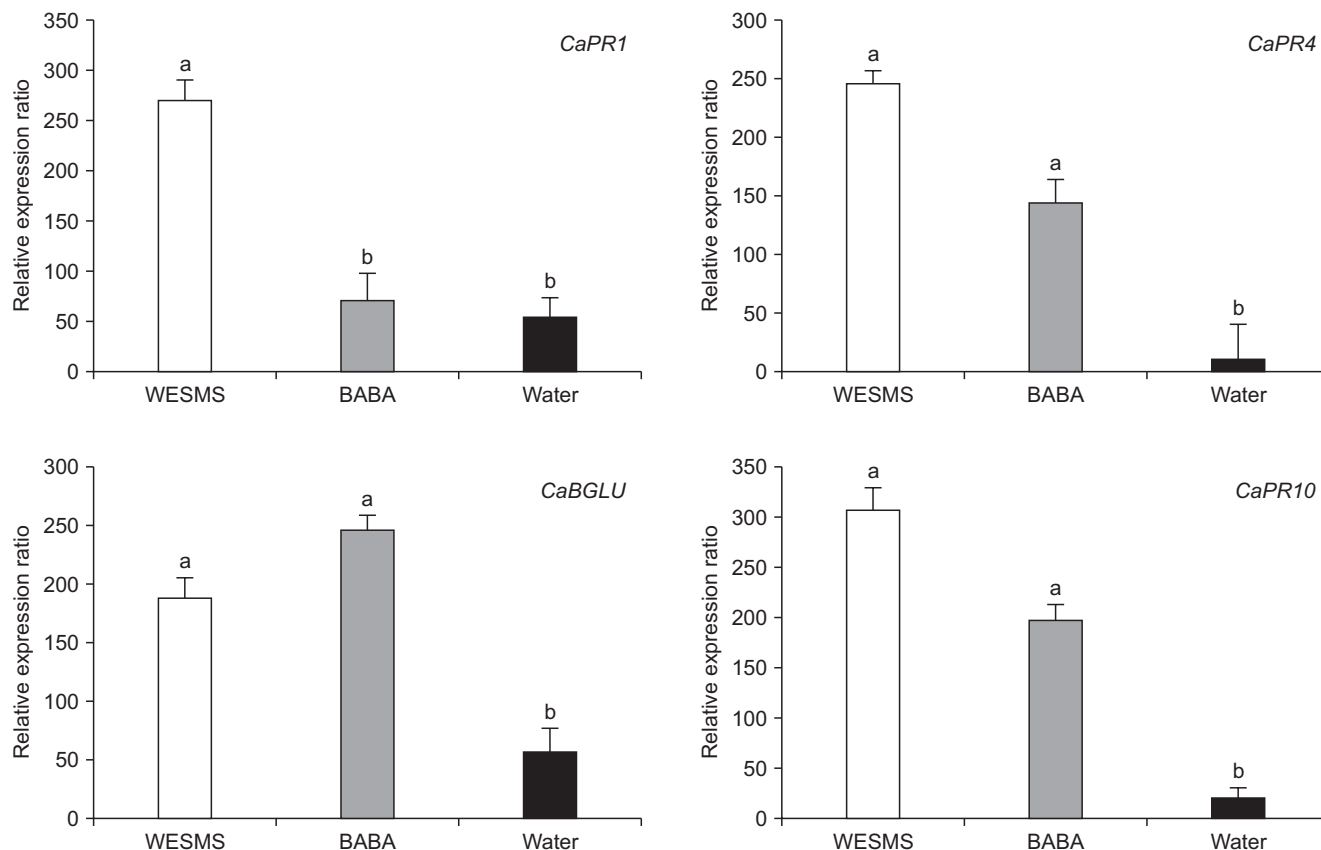 CaPR1
Relative expression ratio
350
300
250
200
150
100
50
0
a
b
b
WESMS
BABA
Water
CaPR4
Relative expression ratio
300
250
200
150
100
50
0
a
a
b
WESMS
BABA
Water
CaBGLU
Relative expression ratio
300
250
200
150
100
50
0
a
a
b
WESMS
BABA
Water
CaPR10
Relative expression ratio
350
300
250
200
150
100
50
0
a
a
b
WESMS
BABA
Water